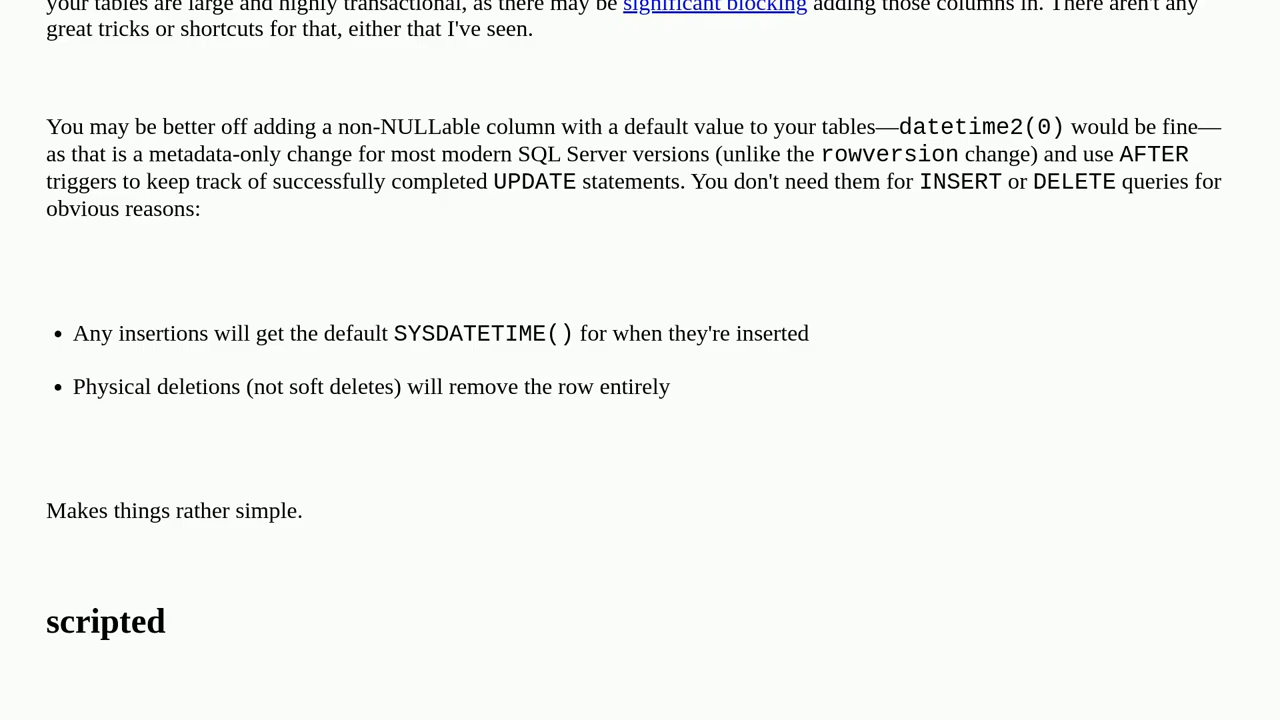 your tables are large and highly transactional, as there may be significant blocking adding those columns in. There aren't any
great tricks or shortcuts for that, either that I've seen.
You may be better off adding a non-NULLable column with a default value to your tables—datetime2(0) would be fine—
as that is a metadata-only change for most modern SQL Server versions (unlike the rowversion change) and use AFTER
triggers to keep track of successfully completed UPDATE statements. You don't need them for INSERT or DELETE queries for
obvious reasons:
• Any insertions will get the default SYSDATETIME() for when they're inserted
• Physical deletions (not soft deletes) will remove the row entirely
Makes things rather simple.
scripted